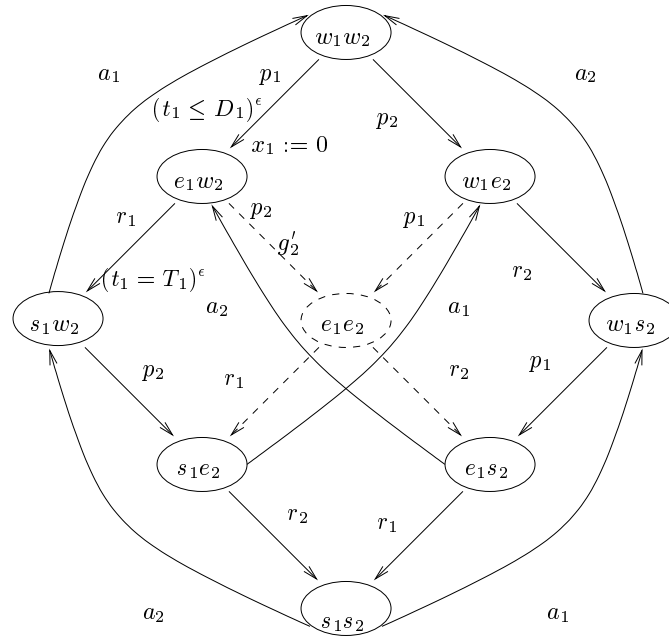 w₁w₂
a₁
p₁
a₂
(t₁ ≤ D₁)^ϵ
p₂
x₁ := 0
e₁w₂
w₁e₂
p₂
p₁
r₁
g₂′
r₂
(t₁ = T₁)^ϵ
a₂
a₁
s₁w₂
e₁e₂
w₁s₂
p₂
r₁
r₂
p₁
s₁e₂
e₁s₂
r₂
r₁
a₂
s₁s₂
a₁